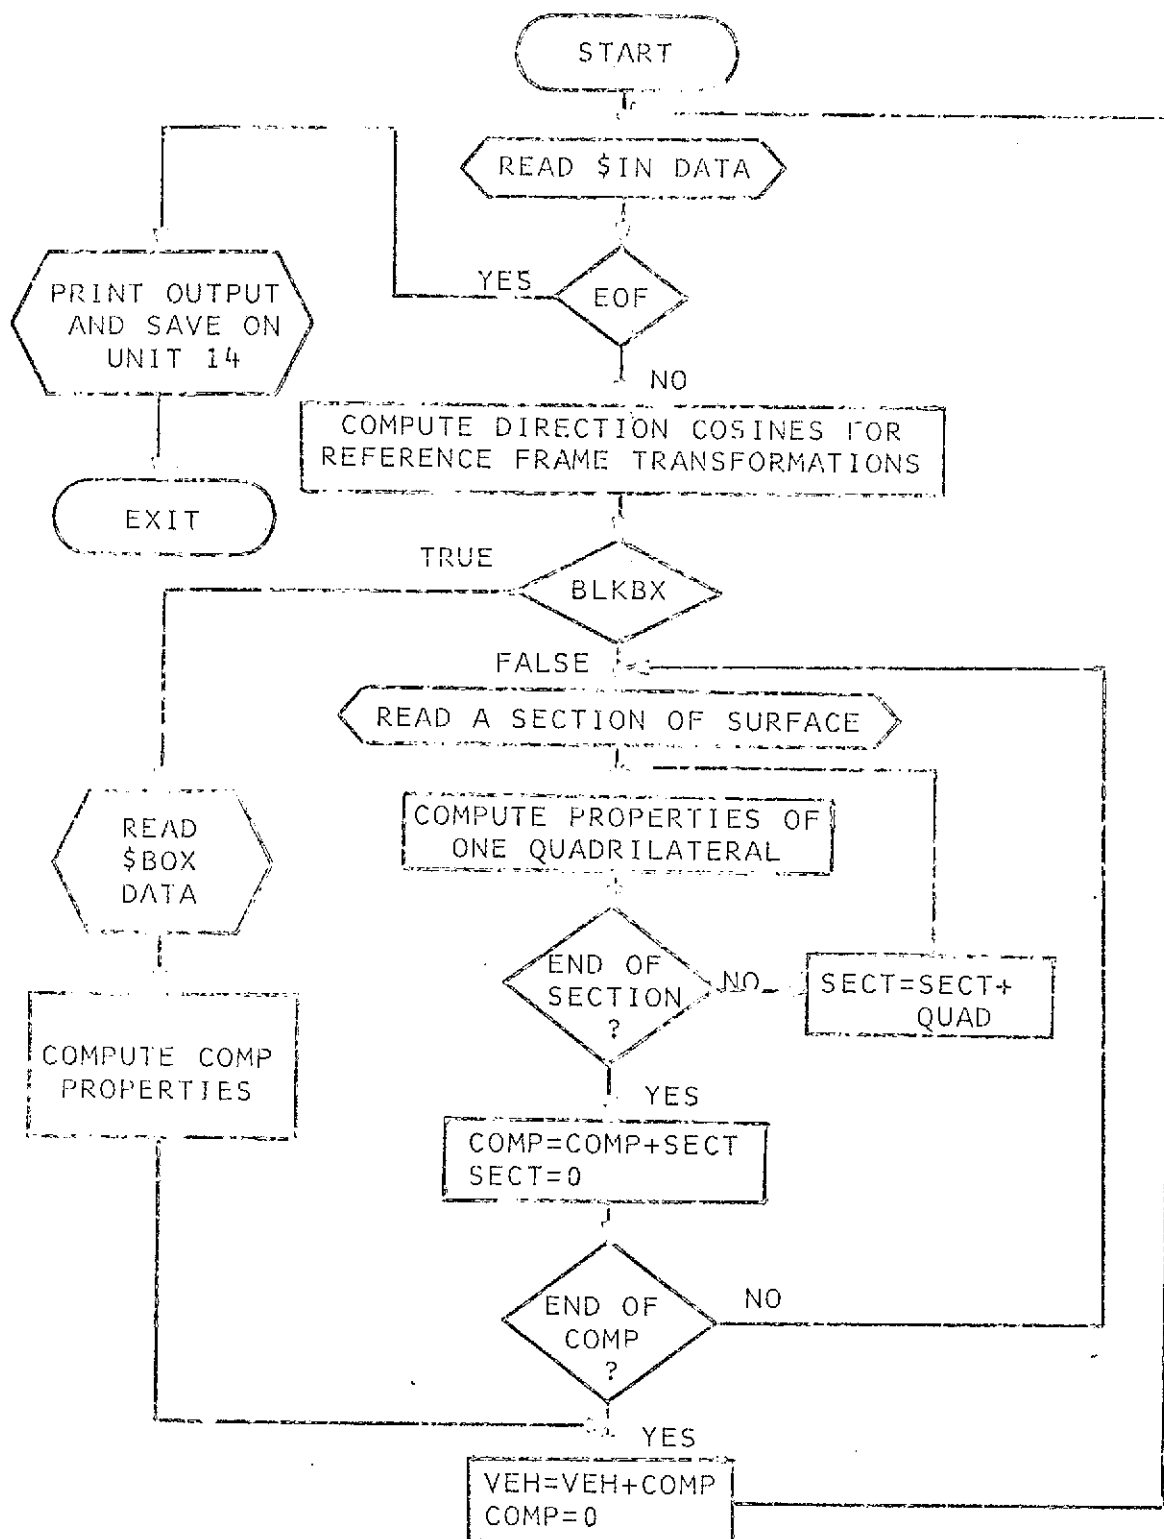 START
READ $IN DATA
YES
EOF
PRINT OUTPUT
AND SAVE ON
UNIT 14
NO
COMPUTE DIRECTION COSINES FOR
REFERENCE FRAME TRANSFORMATIONS
EXIT
TRUE
BLKBX
FALSE
READ A SECTION OF SURFACE
COMPUTE PROPERTIES OF
ONE QUADRILATERAL
READ
$BOX
DATA
END OF
SECTION
?
NO
SECT=SECT+
QUAD
COMPUTE COMP
PROPERTIES
YES
COMP=COMP+SECT
SECT=0
END OF
COMP
?
NO
YES
VEH=VEH+COMP
COMP=0